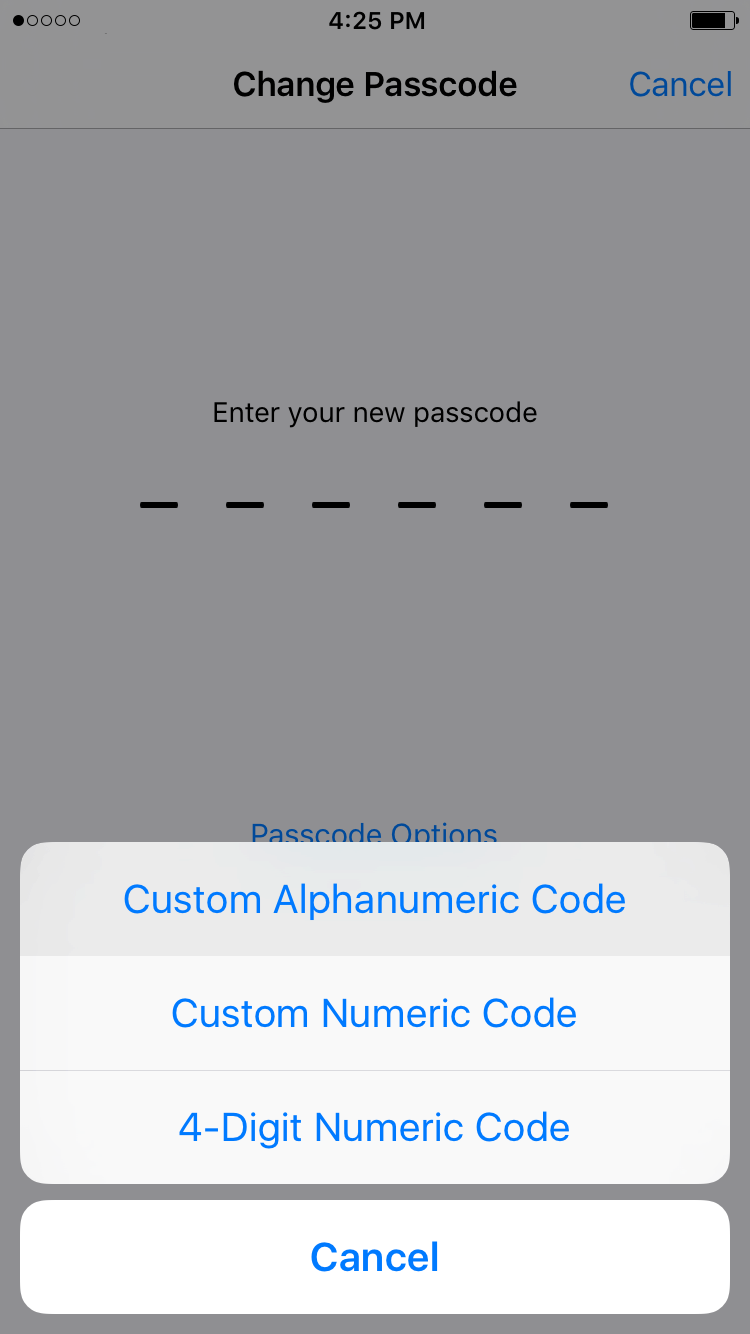 4:25 PM
Change Passcode
Cancel
Enter your new passcode
Passcode Options
Custom Alphanumeric Code
Custom Numeric Code
4-Digit Numeric Code
Cancel